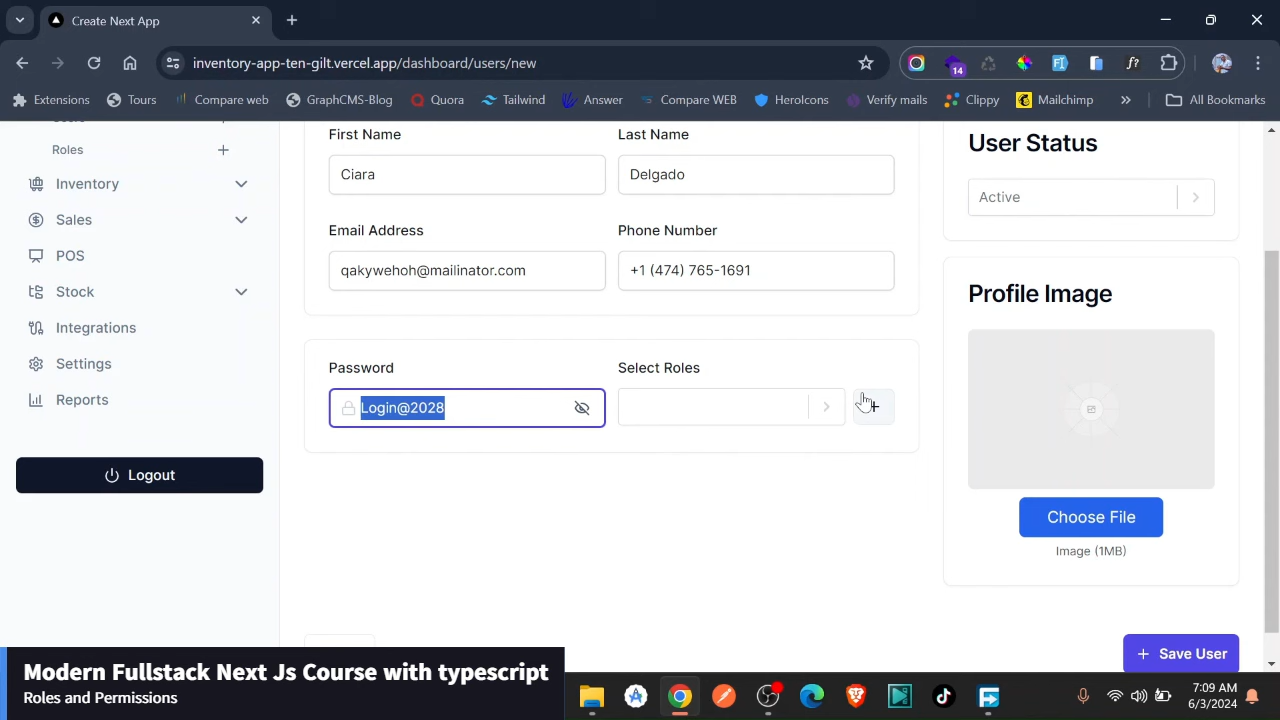 Create Next App
inventory-app-ten-gilt.vercel.app/dashboard/users/new
14
Extensions
Tours
Compare web
GraphCMS-Blog
Quora
Tailwind
Answer
Compare WEB
HeroIcons
Verify mails
Clippy
Mailchimp
All Bookmarks
Roles
Inventory
Sales
POS
Stock
Integrations
Settings
Reports
Logout
First Name
Last Name
Ciara
Delgado
Email Address
Phone Number
qakywehoh@mailinator.com
+1 (474) 765-1691
Password
Select Roles
Login@2028
User Status
Active
Profile Image
Choose File
Image (1MB)
Save User
Modern Fullstack Next Js Course with typescript
Roles and Permissions
7:09 AM
6/3/2024